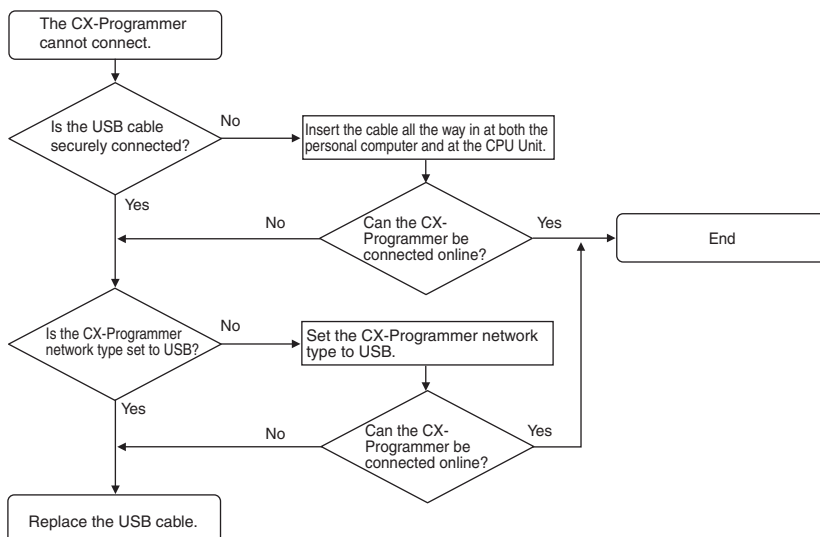 The CX-Programmer
cannot connect.
Is the USB cable
securely connected?
No
Insert the cable all the way in at both the
personal computer and at the CPU Unit.
Yes
No
Can the CX-
Programmer be
connected online?
Yes
End
Is the CX-Programmer
network type set to USB?
No
Set the CX-Programmer network
type to USB.
Yes
No
Can the CX-
Programmer be
connected online?
Yes
Replace the USB cable.